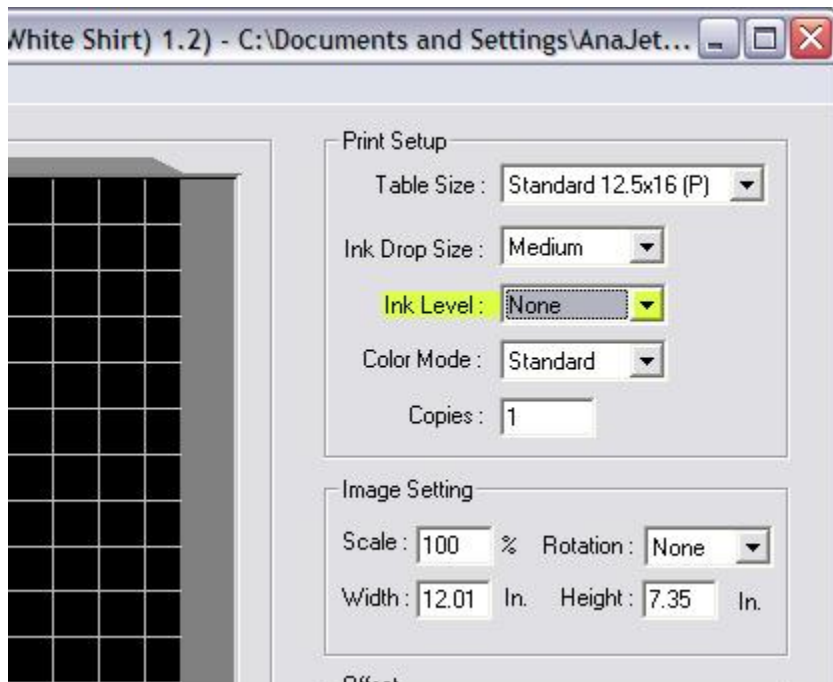 White Shirt) 1.2) - C:\Documents and Settings\AnaJet...
Print Setup
Table Size : Standard 12.5x16 (P)
Ink Drop Size : Medium
Ink Level : None
Color Mode : Standard
Copies : 1
Image Setting
Scale : 100 % Rotation : None
Width : 12.01 In. Height : 7.35 In.